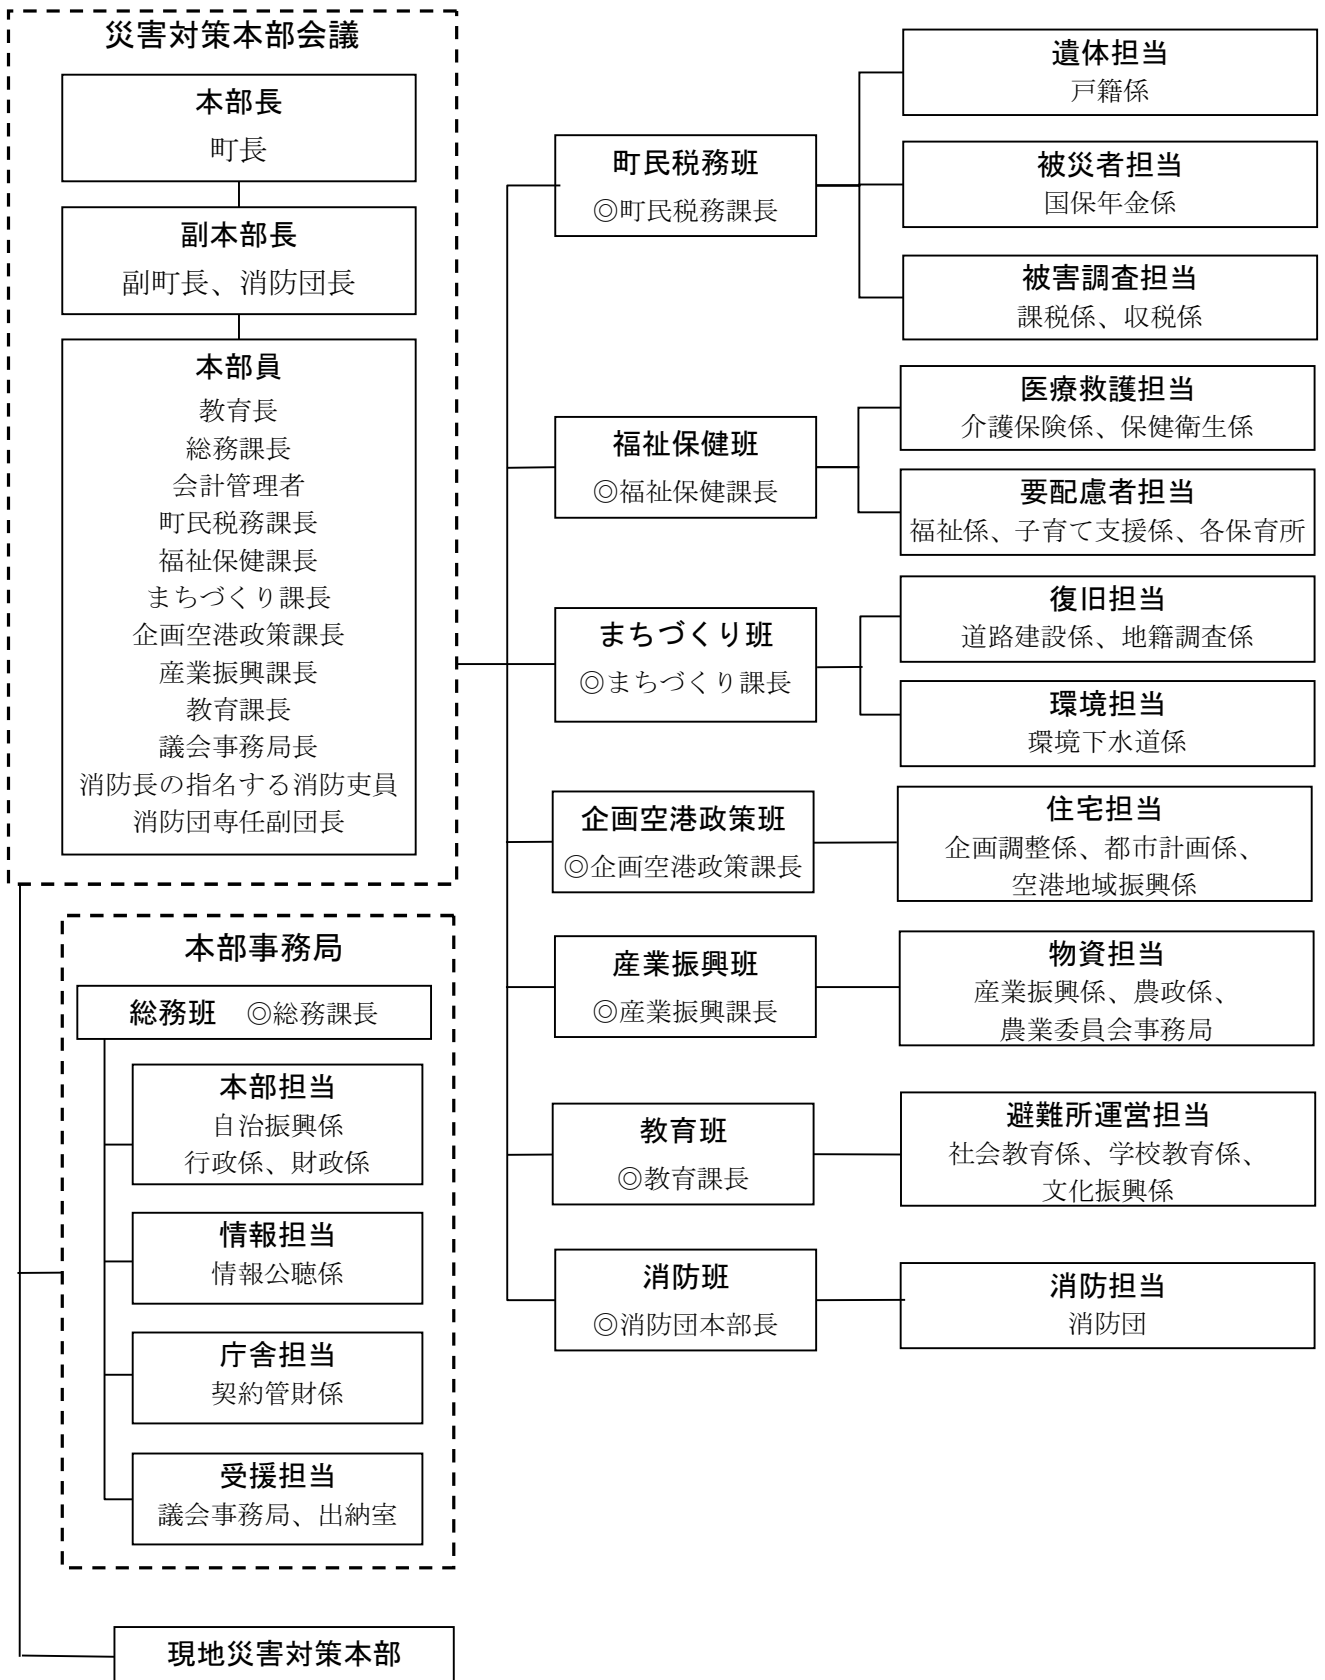 災害対策本部会議
本部長
町長
副本部長
副町長、消防団長
本部員
教育長
総務課長
会計管理者
町民税務課長
福祉保健課長
まちづくり課長
企画空港政策課長
産業振興課長
教育課長
議会事務局長
消防長の指名する消防吏員
消防団専任副団長
本部事務局
総務班　◎総務課長
本部担当
自治振興係
行政係、財政係
情報担当
情報公聴係
庁舎担当
契約管財係
受援担当
議会事務局、出納室
現地災害対策本部
町民税務班
◎町民税務課長
遺体担当
戸籍係
被災者担当
国保年金係
被害調査担当
課税係、収税係
福祉保健班
◎福祉保健課長
医療救護担当
介護保険係、保健衛生係
要配慮者担当
福祉係、子育て支援係、各保育所
まちづくり班
◎まちづくり課長
復旧担当
道路建設係、地籍調査係
環境担当
環境下水道係
企画空港政策班
◎企画空港政策課長
住宅担当
企画調整係、都市計画係、
空港地域振興係
産業振興班
◎産業振興課長
物資担当
産業振興係、農政係、
農業委員会事務局
教育班
◎教育課長
避難所運営担当
社会教育係、学校教育係、
文化振興係
消防班
◎消防団本部長
消防担当
消防団